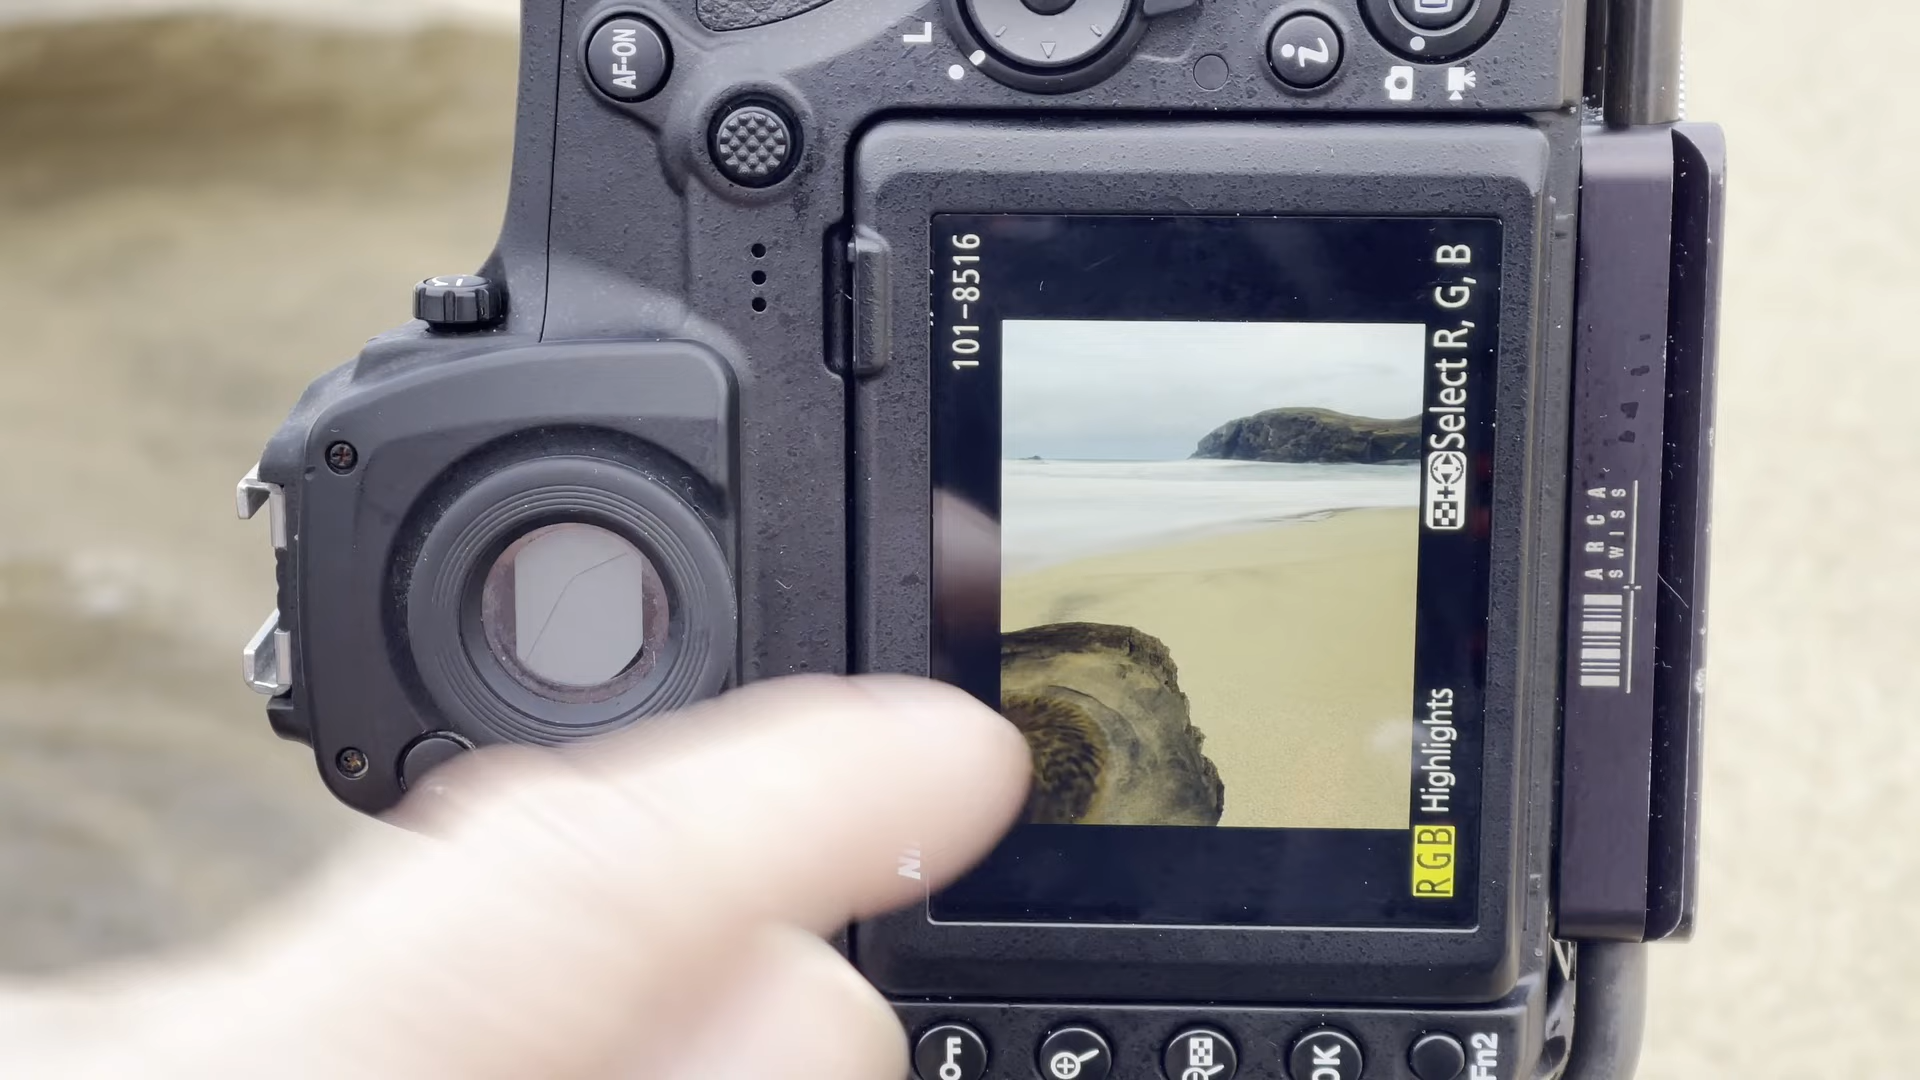 AF-ON
L
i
101-8516
Select R, G, B
RGB Highlights
ARCA
SWISS
OK
Fn2